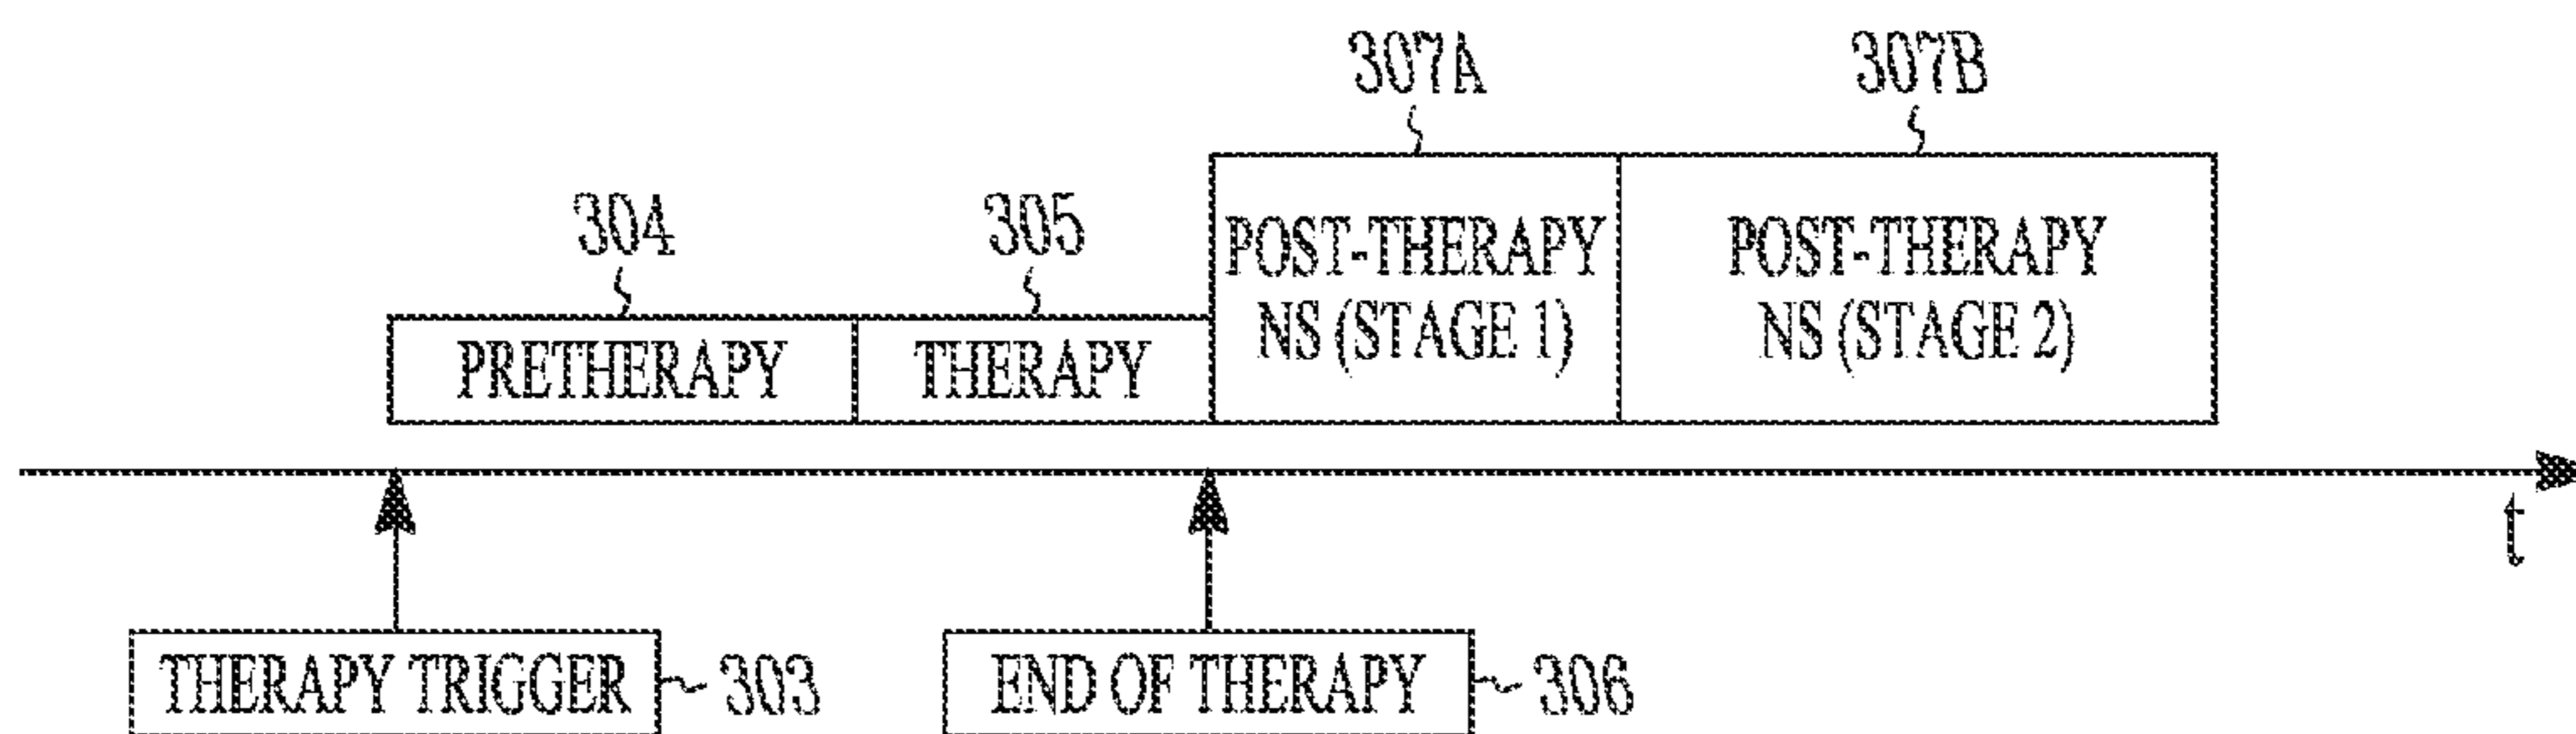 307A 307B
304 305
POST-THERAPY POST-THERAPY
NS (STAGE 1) NS (STAGE 2)
PRETHERAPY THERAPY
t
THERAPY TRIGGER 303 END OF THERAPY 306